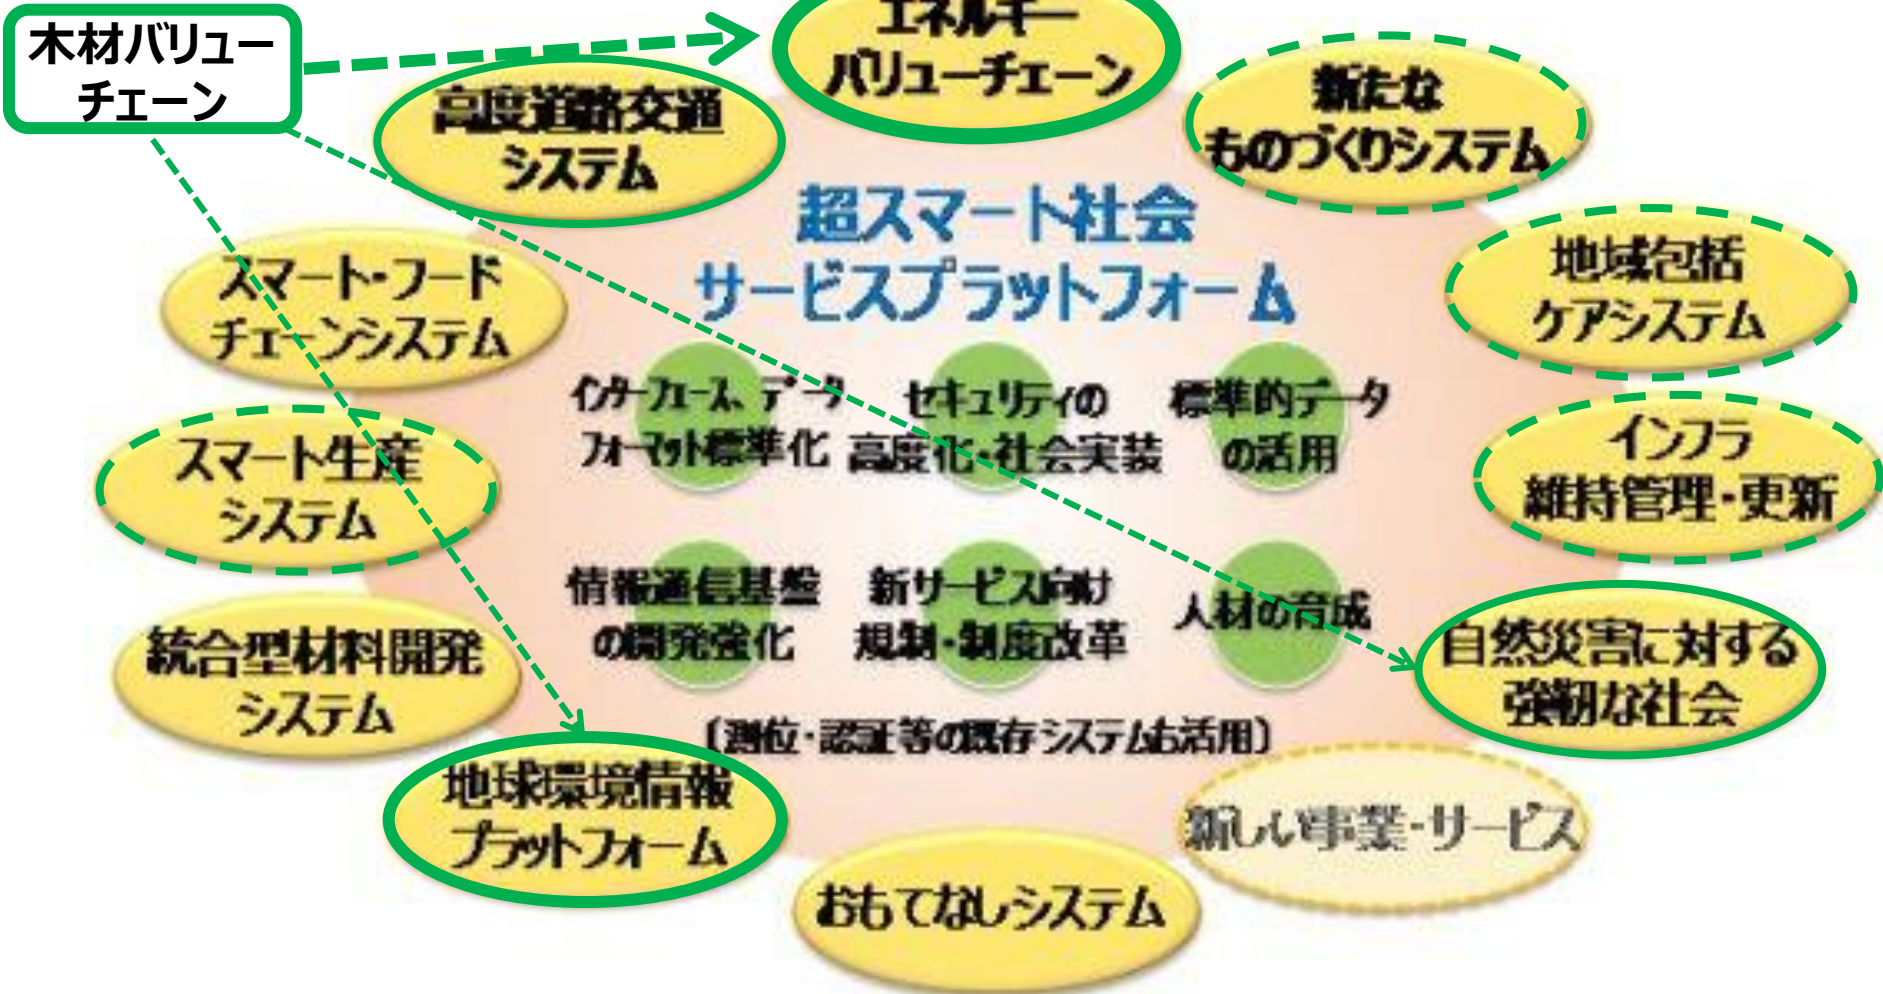 木材バリュー
チェーン
エネルギー
バリューチェーン
高度道路交通
システム
新たな
ものづくりシステム
超スマート社会
サービスプラットフォーム
地域包括
ケアシステム
スマート・フード
チェーンシステム
インターフェース、データ
フォーマット標準化
セキュリティの
高度化・社会実装
標準的データ
の活用
スマート生産
システム
インフラ
維持管理・更新
情報通信基盤
の開発強化
新サービス向け
規制・制度改革
人材の育成
統合型材料開発
システム
自然災害に対する
強靭な社会
(測位・認証等の既存システムも活用)
地球環境情報
プラットフォーム
新しい事業・サービス
おもてなしシステム